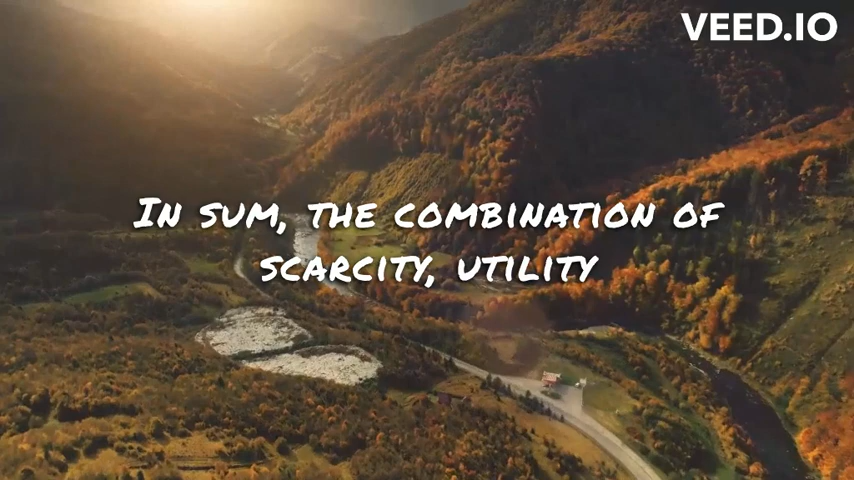 VEED.IO
In sum, the combination of
scarcity, utility